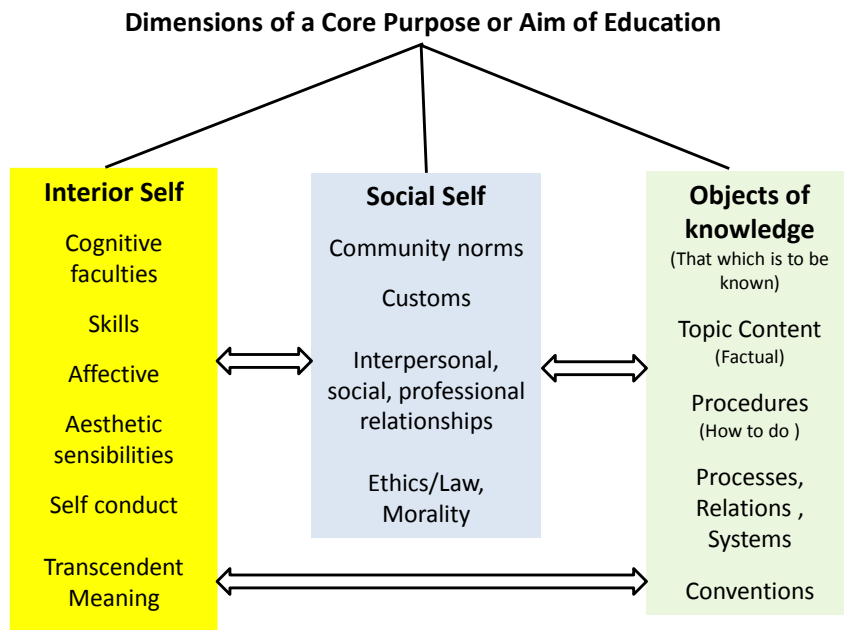 Dimensions of a Core Purpose or Aim of Education
Interior Self
Cognitive
faculties
Skills
Affective
Aesthetic
sensibilities
Self conduct
Transcendent
Meaning
Social Self
Community norms
Customs
Interpersonal,
social, professional
relationships
Ethics/Law,
Morality
Objects of
knowledge
(That which is to be
known)
Topic Content
(Factual)
Procedures
(How to do )
Processes,
Relations ,
Systems
Conventions